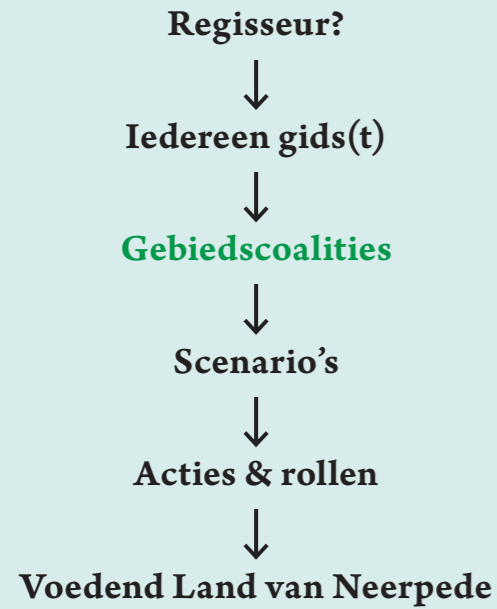 Regisseur?
Iedereen gids(t)
Gebiedscoalities
Scenario’s
Acties & rollen
Voedend Land van Neerpede